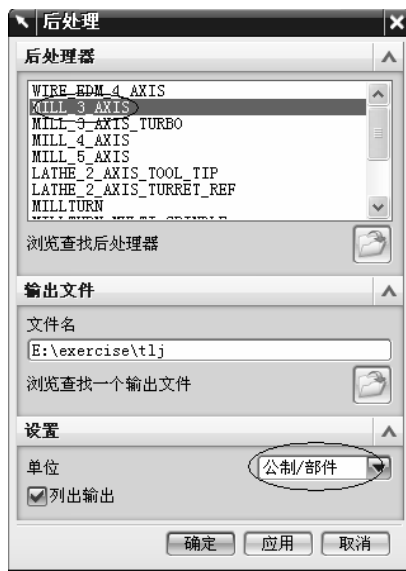 后处理
后处理器
WIRE_EDM_4_AXIS
MILL_3_AXIS
MILL_3_AXIS_TURBO
MILL_4_AXIS
MILL_5_AXIS
LATHE_2_AXIS_TOOL_TIP
LATHE_2_AXIS_TURRET_REF
MILLTURN
浏览查找后处理器
输出文件
文件名
E:\exercise\tlj
浏览查找一个输出文件
设置
单位 公制/部件
列出输出
确定 应用 取消